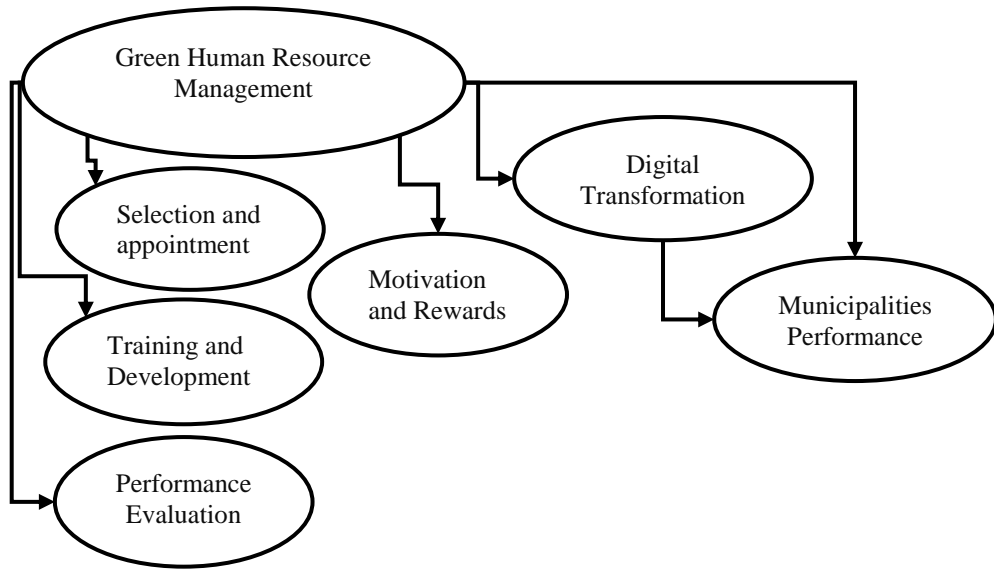 Green Human Resource
Management
Digital
Transformation
Selection and
appointment
Motivation
and Rewards
Municipalities
Performance
Training and
Development
Performance
Evaluation